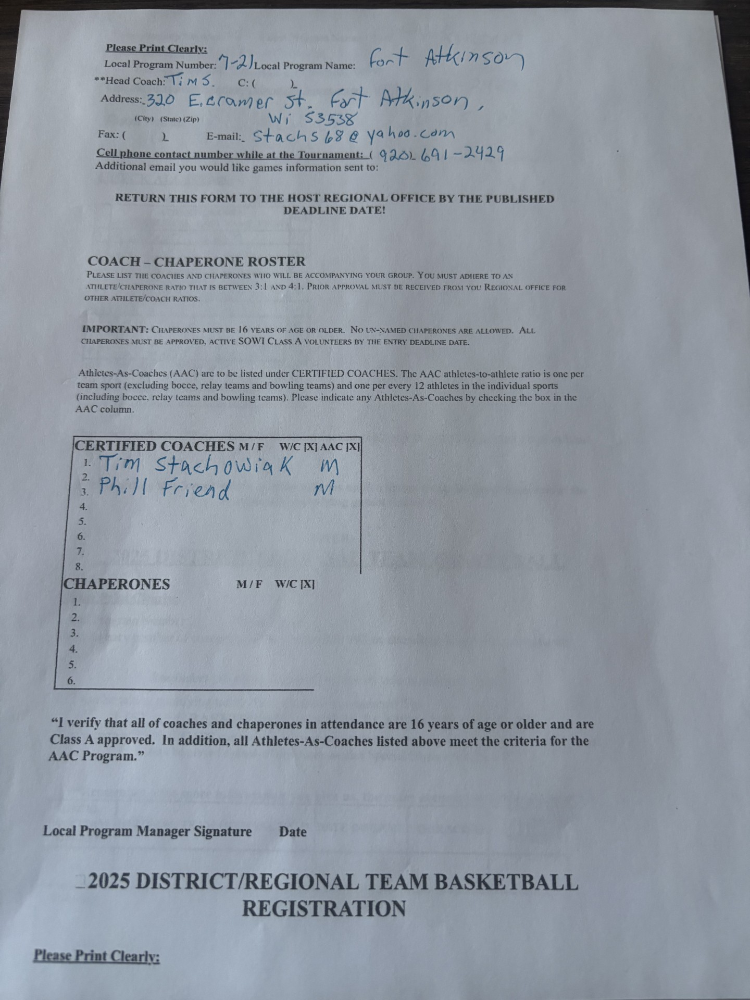 Please Print Clearly:
Local Program Number: 7-21 Local Program Name: Fort Atkinson
**Head Coach: Tim S. C: ( )
Address: 320 E. Cramer St. Fort Atkinson,
(City) (State) (Zip) Wi 53538
Fax: ( ) E-mail: stachs68@yahoo.com
Cell phone contact number while at the Tournament: ( 920) 691-2429
Additional email you would like games information sent to:
RETURN THIS FORM TO THE HOST REGIONAL OFFICE BY THE PUBLISHED
DEADLINE DATE!
COACH – CHAPERONE ROSTER
PLEASE LIST THE COACHES AND CHAPERONES WHO WILL BE ACCOMPANYING YOUR GROUP. YOU MUST ADHERE TO AN
ATHLETE/CHAPERONE RATIO THAT IS BETWEEN 3:1 AND 4:1. PRIOR APPROVAL MUST BE RECEIVED FROM YOU REGIONAL OFFICE FOR
OTHER ATHLETE/COACH RATIOS.
IMPORTANT: CHAPERONES MUST BE 16 YEARS OF AGE OR OLDER. NO UN-NAMED CHAPERONES ARE ALLOWED. ALL
CHAPERONES MUST BE APPROVED, ACTIVE SOWI CLASS A VOLUNTEERS BY THE ENTRY DEADLINE DATE.
Athletes-As-Coaches (AAC) are to be listed under CERTIFIED COACHES. The AAC athletes-to-athlete ratio is one per
team sport (excluding bocce, relay teams and bowling teams) and one per every 12 athletes in the individual sports
(including bocce, relay teams and bowling teams). Please indicate any Athletes-As-Coaches by checking the box in the
AAC column.
CERTIFIED COACHES M / F W/C [X] AAC [X]
1. Tim Stachowiak M
2.
3. Phill Friend M
4.
5.
6.
7.
8.
CHAPERONES M / F W/C [X]
1.
2.
3.
4.
5.
6.
“I verify that all of coaches and chaperones in attendance are 16 years of age or older and are
Class A approved. In addition, all Athletes-As-Coaches listed above meet the criteria for the
AAC Program.”
Local Program Manager Signature Date
2025 DISTRICT/REGIONAL TEAM BASKETBALL
REGISTRATION
Please Print Clearly: